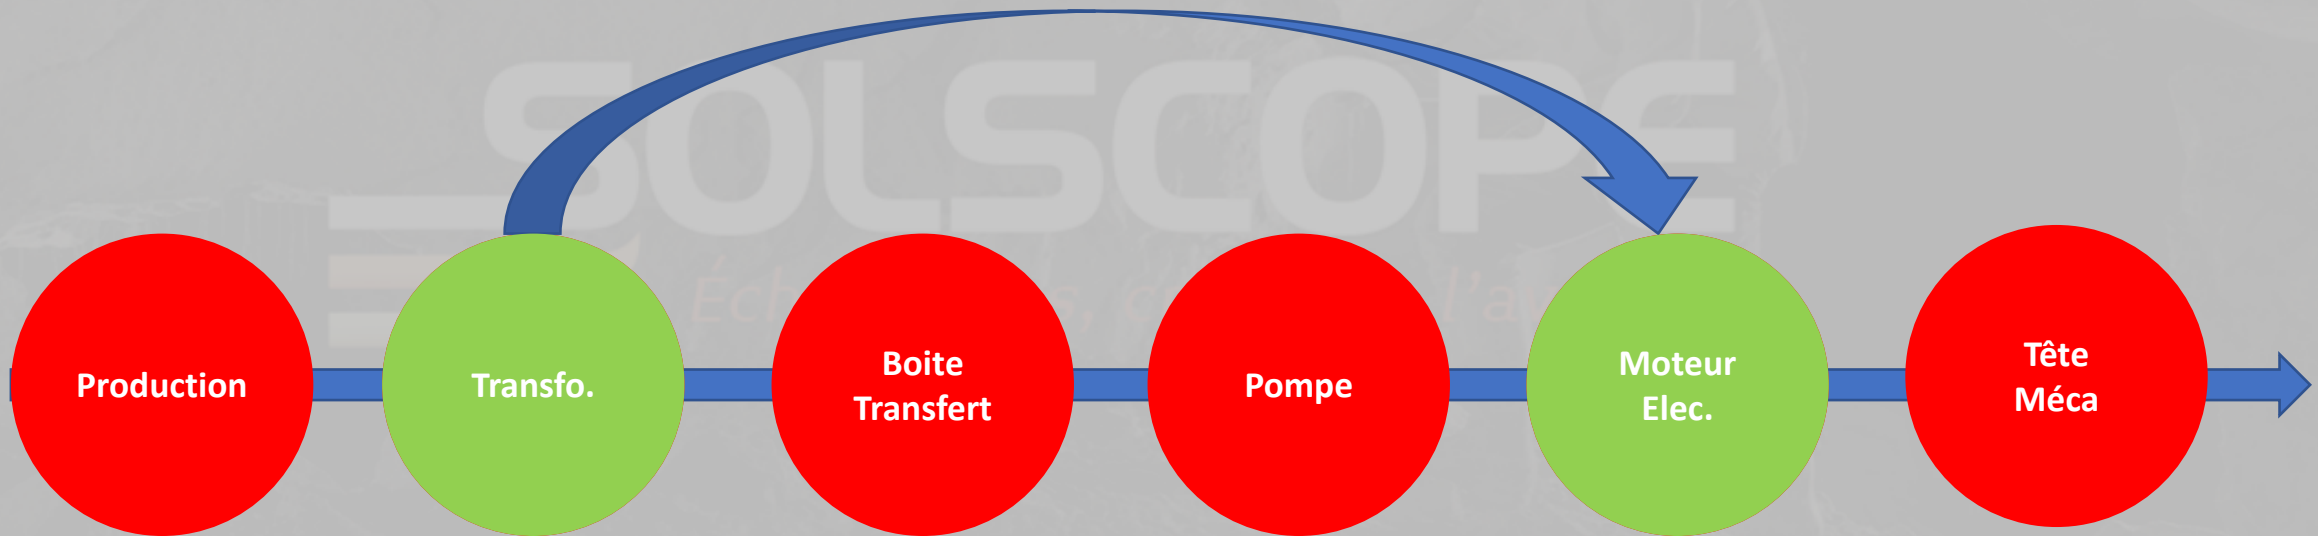 SOLSCOPE
Production
Transfo.
Boite
Transfert
Pompe
Moteur
Elec.
Tête
Méca